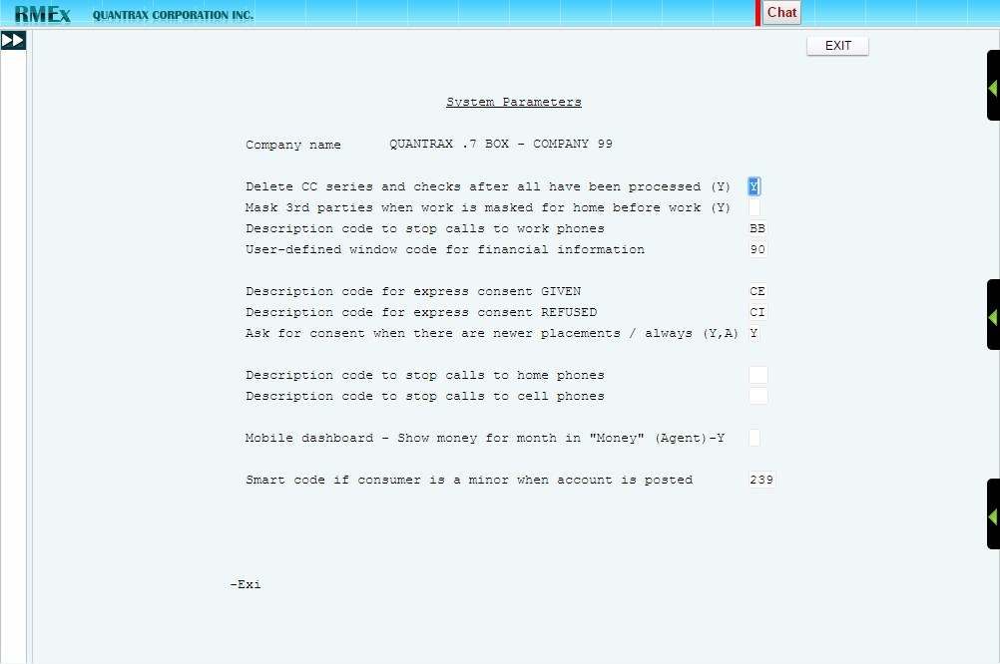 RMEx QUANTRAX CORPORATION INC. Chat
EXIT
System Parameters
Company name QUANTRAX .7 BOX - COMPANY 99
Delete CC series and checks after all have been processed (Y) Y
Mask 3rd parties when work is masked for home before work (Y)
Description code to stop calls to work phones BB
User-defined window code for financial information 90
Description code for express consent GIVEN CE
Description code for express consent REFUSED CI
Ask for consent when there are newer placements / always (Y,A) Y
Description code to stop calls to home phones
Description code to stop calls to cell phones
Mobile dashboard - Show money for month in "Money" (Agent)-Y
Smart code if consumer is a minor when account is posted 239
-Exi